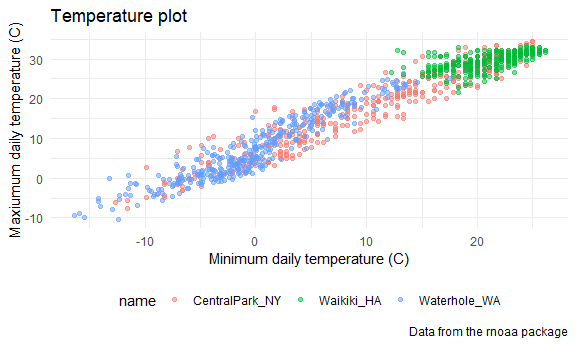 Temperature plot
Maxiumum daily temperature (C)
30
20
10
0
-10
-10 0 10 20
Minimum daily temperature (C)
name CentralPark_NY Waikiki_HA Waterhole_WA
Data from the rnoaa package